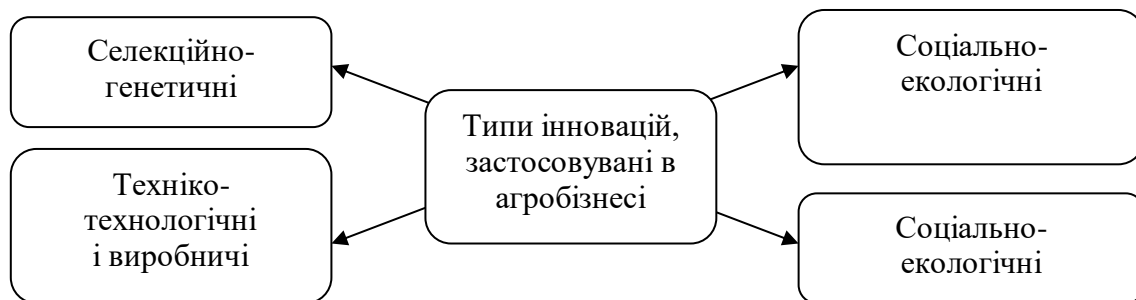 Селекційно-
генетичні
Техніко-
технологічні
і виробничі
Типи інновацій,
застосовувані в
агробізнесі
Соціально-
екологічні
Соціально-
екологічні